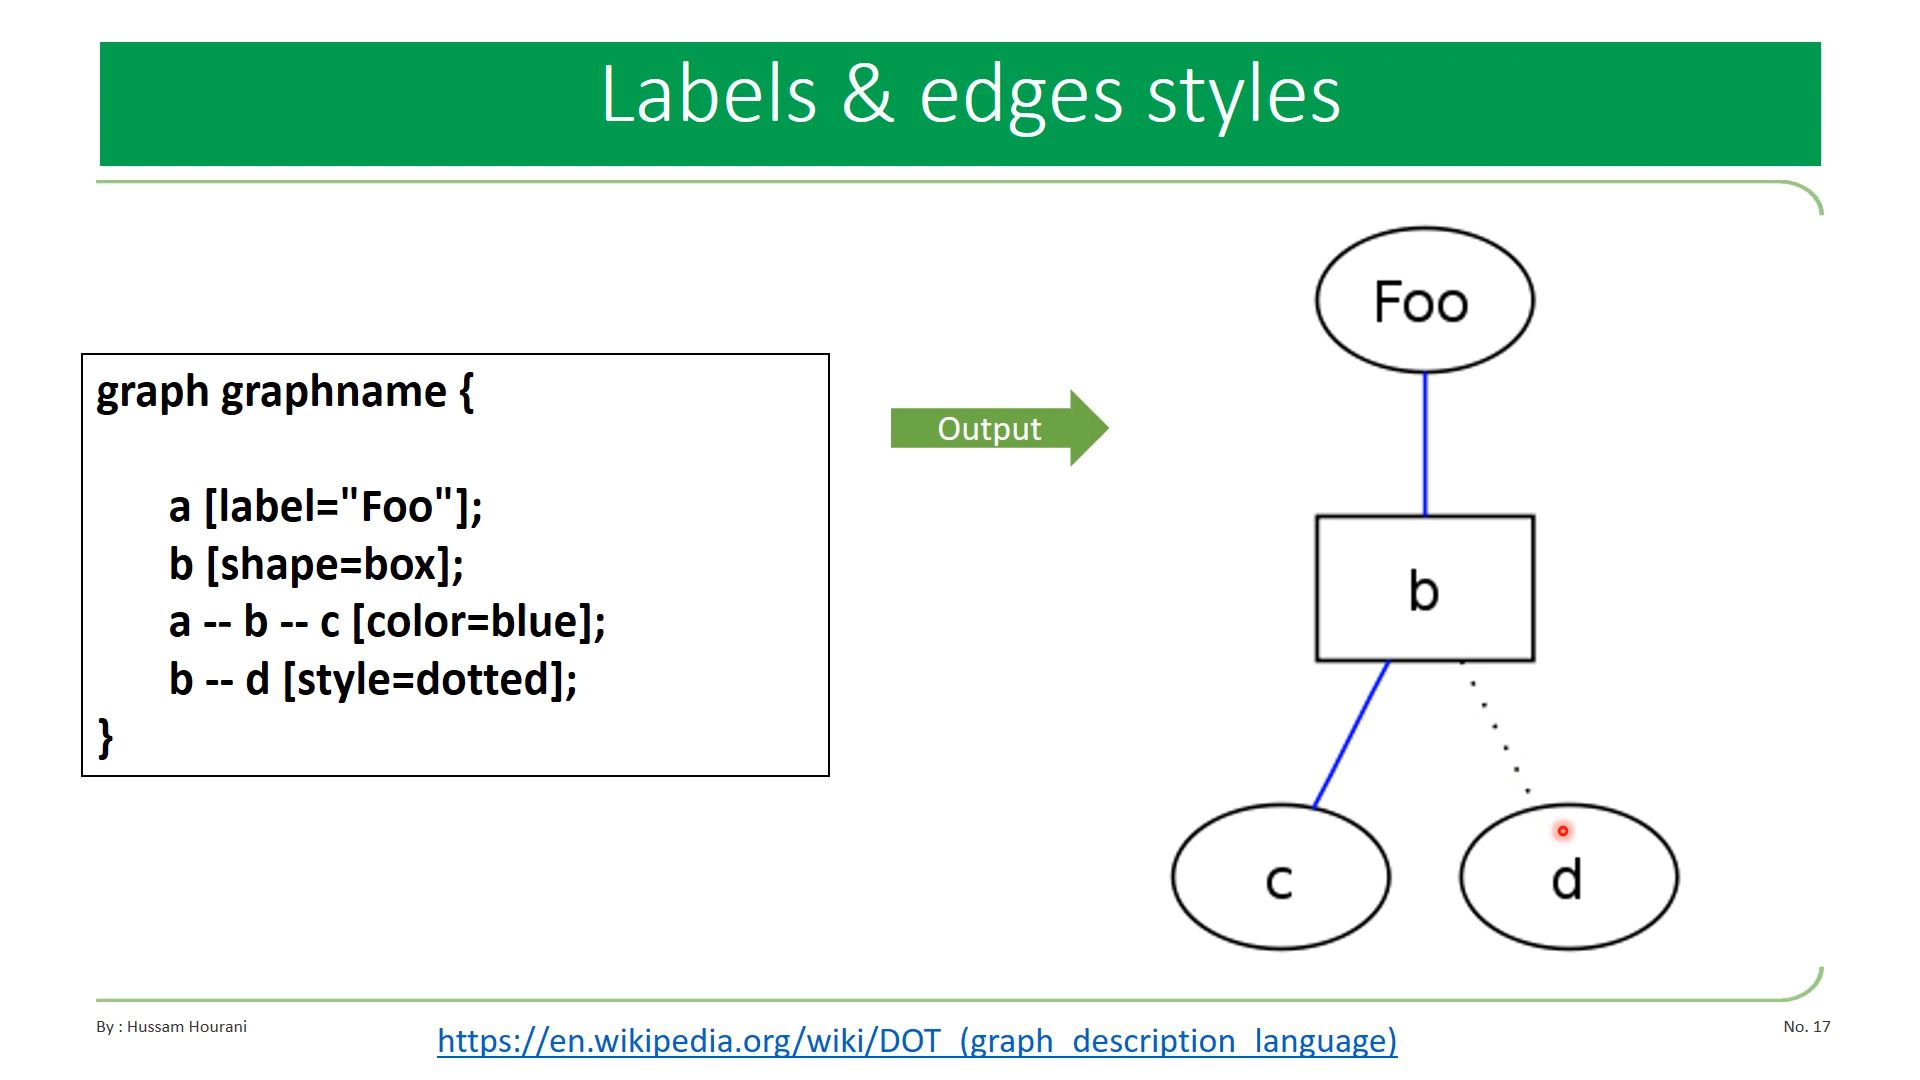 Labels & edges styles
graph graphname {
a [label="Foo"];
b [shape=box];
a -- b -- c [color=blue];
b -- d [style=dotted];
}
Output
Foo
b
c
d
By : Hussam Hourani
https://en.wikipedia.org/wiki/DOT_(graph_description_language)
No. 17